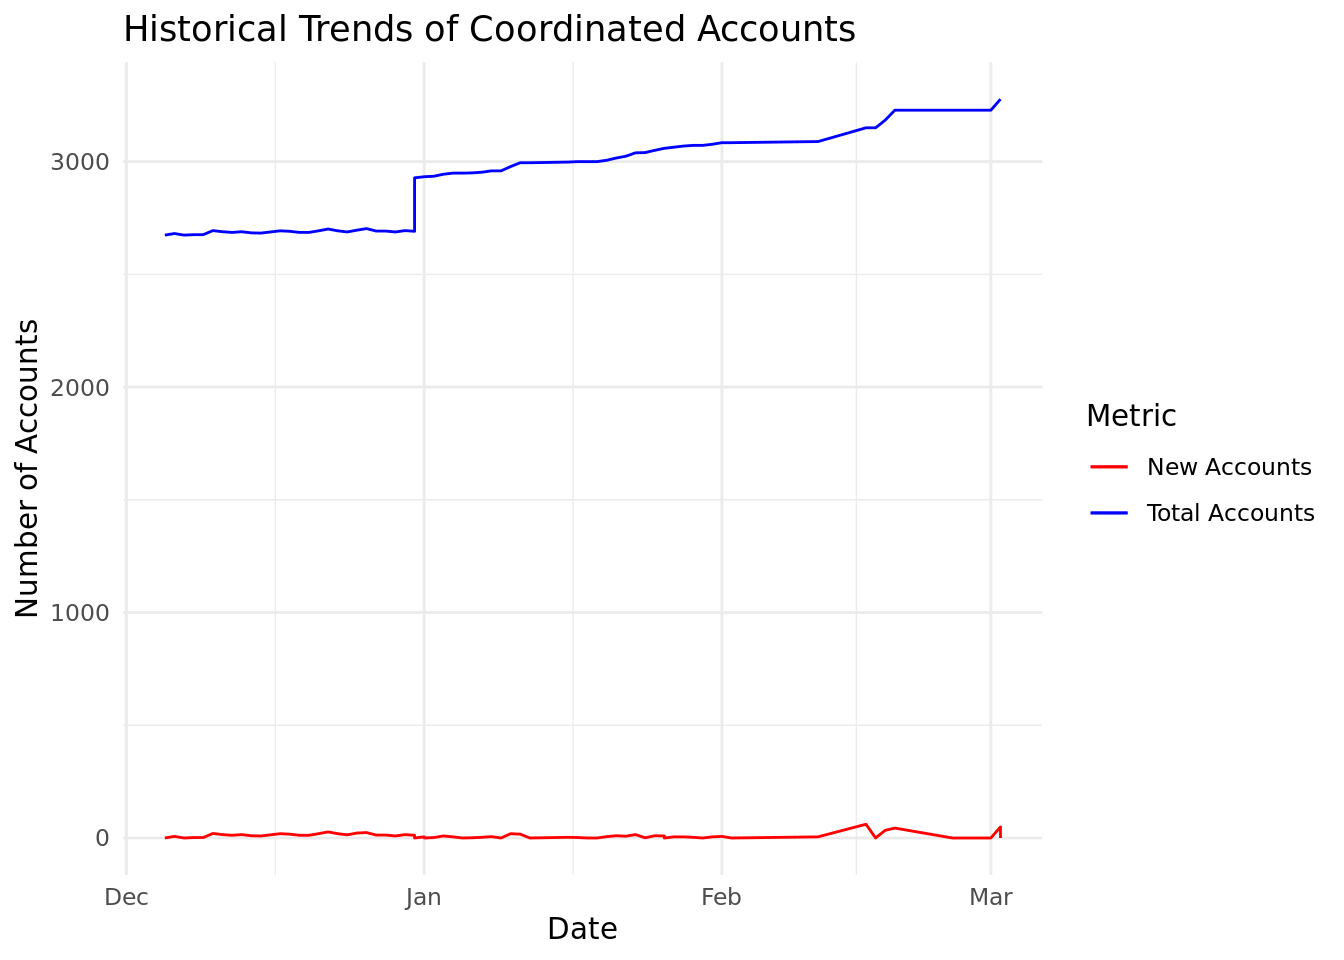 Historical Trends of Coordinated Accounts
Number of Accounts
3000
2000
1000
0
Dec
Jan
Feb
Mar
Date
Metric
New Accounts
Total Accounts